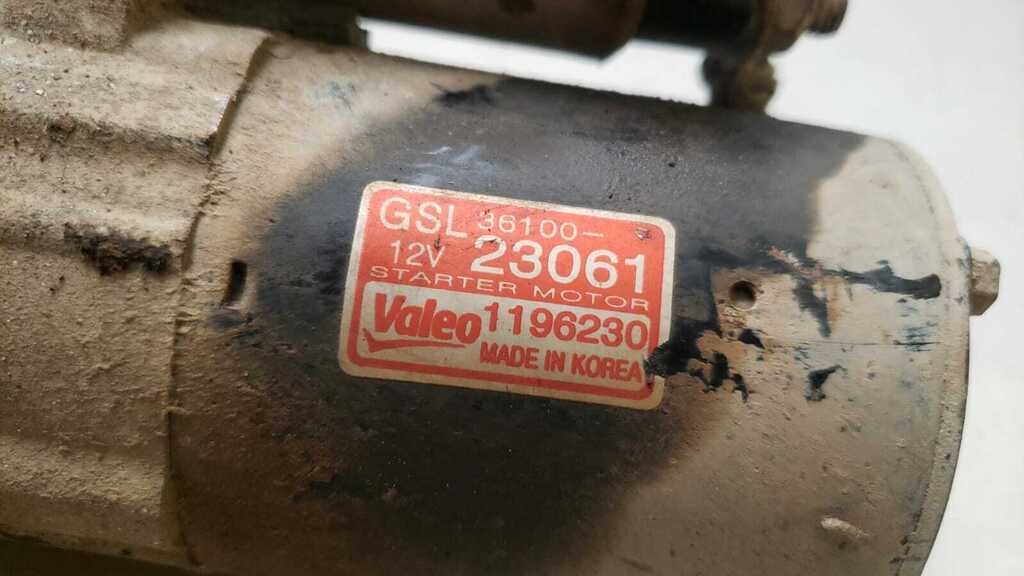 GSL 36100-
12V 23061
STARTER MOTOR
Valeo 1196230
MADE IN KOREA